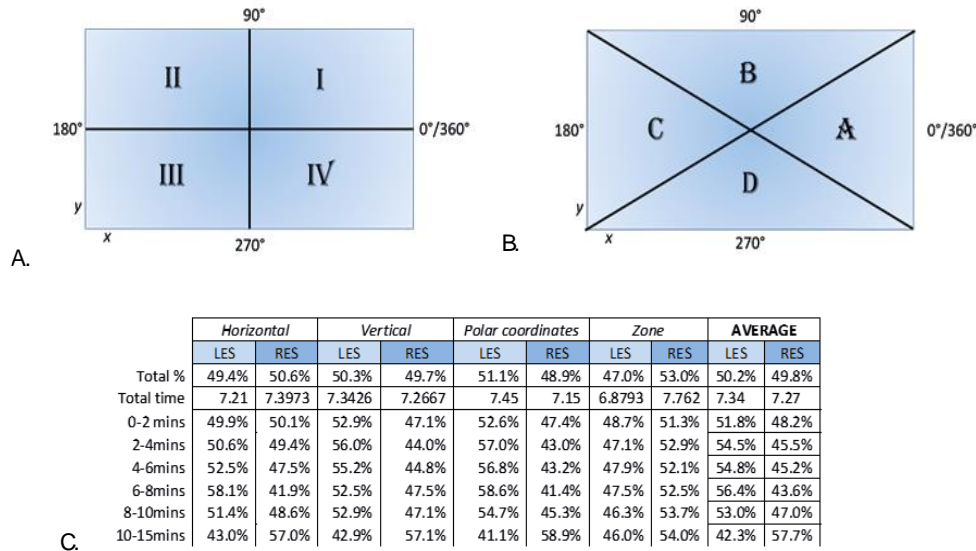 90°
II I
180° 0°/360°
III IV
y
x
270°
A.
90°
B
180° C A 0°/360°
D
y
x
270°
B.
Horizontal Vertical Polar coordinates Zone AVERAGE
LES RES LES RES LES RES LES RES LES RES
Total % 49.4% 50.6% 50.3% 49.7% 51.1% 48.9% 47.0% 53.0% 50.2% 49.8%
Total time 7.21 7.3973 7.3426 7.2667 7.45 7.15 6.8793 7.762 7.34 7.27
0-2 mins 49.9% 50.1% 52.9% 47.1% 52.6% 47.4% 48.7% 51.3% 51.8% 48.2%
2-4mins 50.6% 49.4% 56.0% 44.0% 57.0% 43.0% 47.1% 52.9% 54.5% 45.5%
4-6mins 52.5% 47.5% 55.2% 44.8% 56.8% 43.2% 47.9% 52.1% 54.8% 45.2%
6-8mins 58.1% 41.9% 52.5% 47.5% 58.6% 41.4% 47.5% 52.5% 56.4% 43.6%
8-10mins 51.4% 48.6% 52.9% 47.1% 54.7% 45.3% 46.3% 53.7% 53.0% 47.0%
10-15mins 43.0% 57.0% 42.9% 57.1% 41.1% 58.9% 46.0% 54.0% 42.3% 57.7%
C.